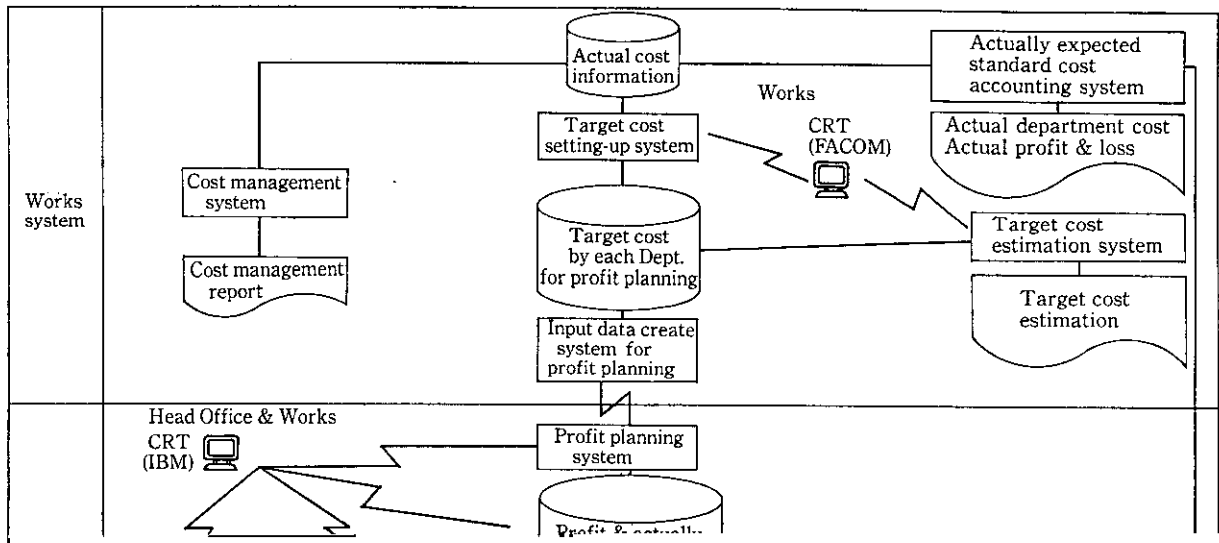 Works
system
Actual cost
information
Actually expected
standard cost
accounting system
Works
CRT
(FACOM)
Target cost
setting-up system
Actual department cost
Actual profit & loss
Cost management
system
Target cost
by each Dept.
for profit planning
Target cost
estimation system
Cost management
report
Target cost
estimation
Input data create
system for
profit planning
Head Office & Works
CRT
(IBM)
Profit planning
system
Profit & actually